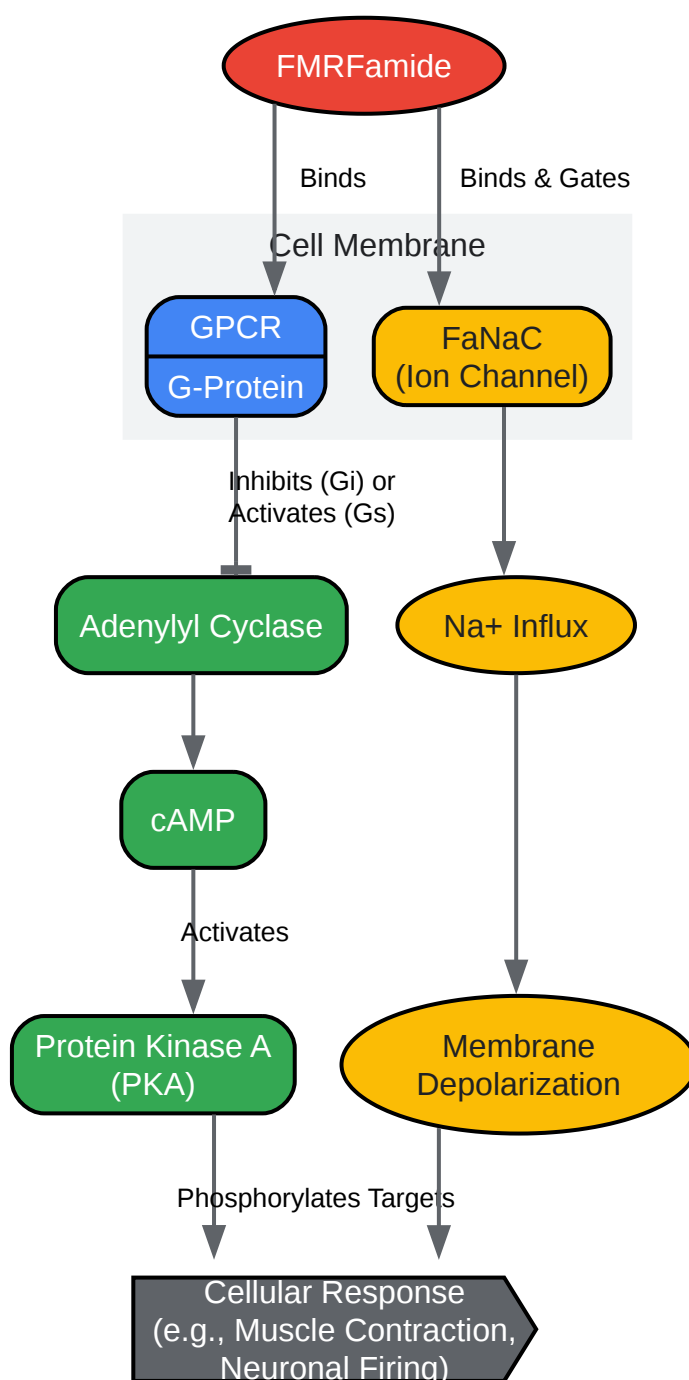 FMRFamide
Binds
Binds & Gates
Cell Membrane
GPCR
G-Protein
FaNaC
(Ion Channel)
Inhibits (Gi) or
Activates (Gs)
Adenylyl Cyclase
Na+ Influx
cAMP
Activates
Protein Kinase A
(PKA)
Membrane
Depolarization
Phosphorylates Targets
Cellular Response
(e.g., Muscle Contraction,
Neuronal Firing)